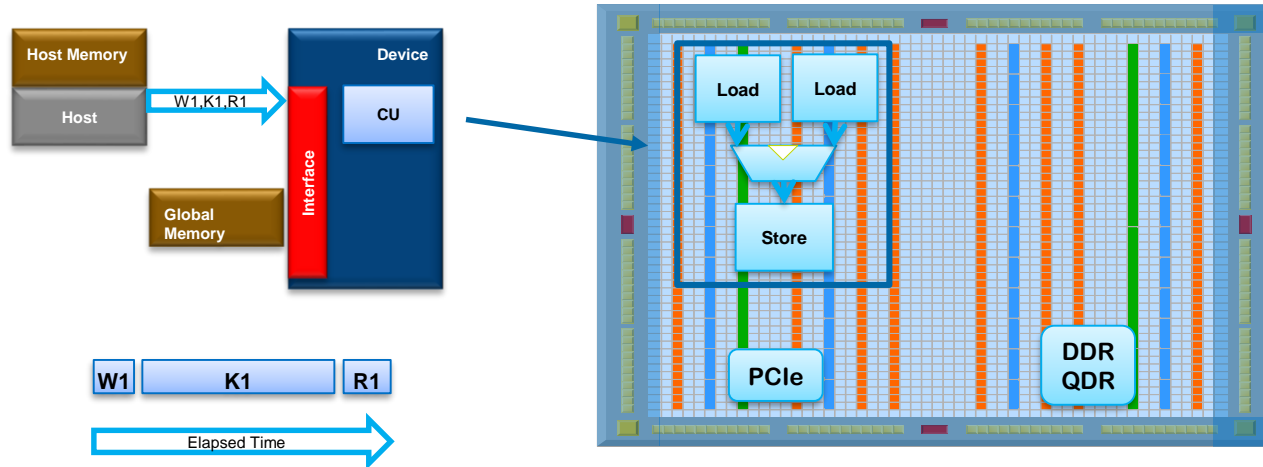 Host Memory
Host
W1,K1,R1
Device
CU
Interface
Global
Memory
W1
K1
R1
Elapsed Time
Load
Load
Store
PCIe
DDR
QDR